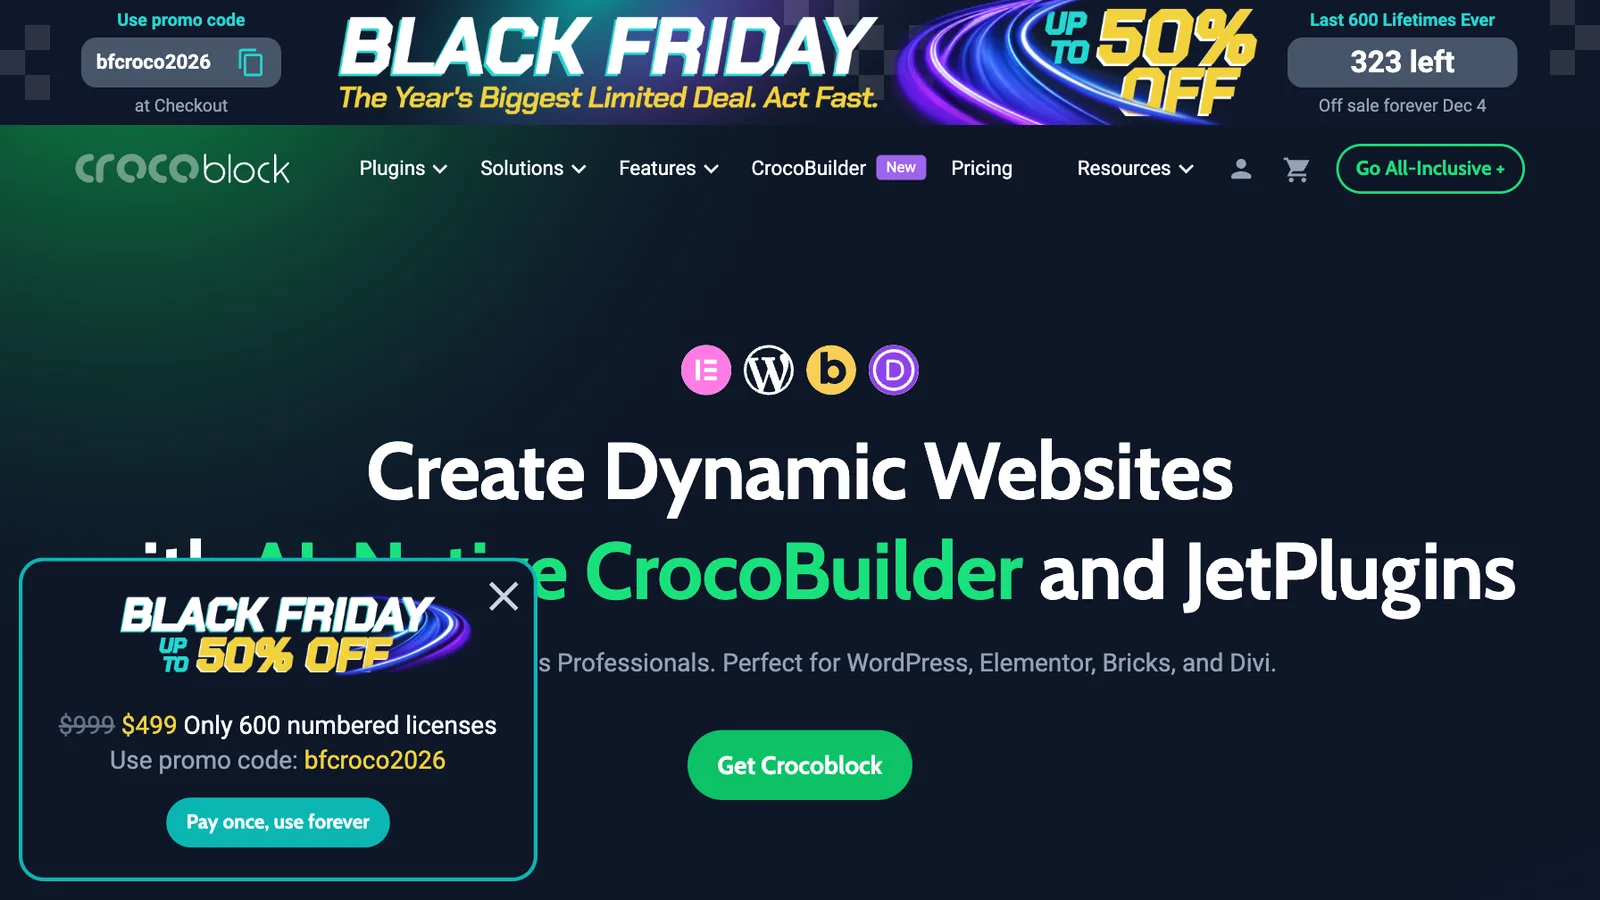 Use promo code
bfcroco2026
at Checkout
BLACK FRIDAY
The Year's Biggest Limited Deal. Act Fast.
UP TO 50% OFF
Last 600 Lifetimes Ever
323 left
Off sale forever Dec 4
crocoblock
Plugins
Solutions
Features
CrocoBuilder New
Pricing
Resources
Go All-Inclusive +
Create Dynamic Websites
CrocoBuilder and JetPlugins
Professionals. Perfect for WordPress, Elementor, Bricks, and Divi.
Get Crocoblock
BLACK FRIDAY
UP TO 50% OFF
$999 $499 Only 600 numbered licenses
Use promo code: bfcroco2026
Pay once, use forever